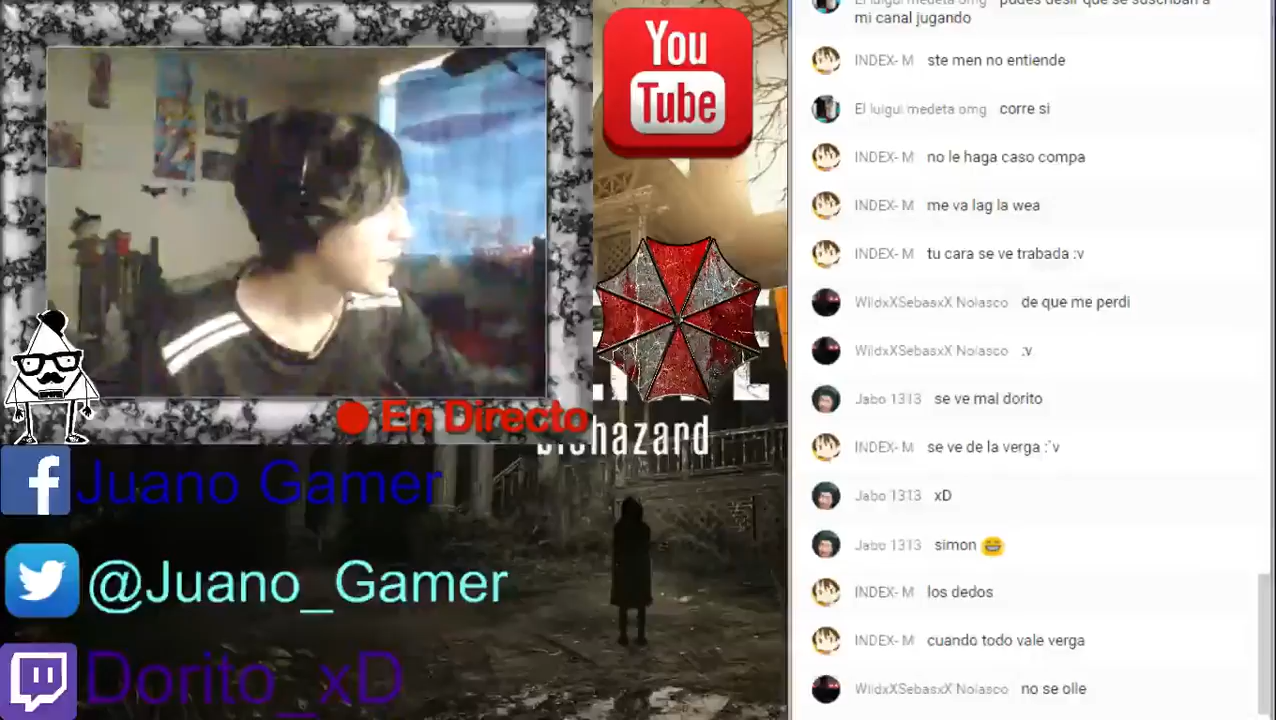 You
Tube
En Directo
biohazard
Juano Gamer
@Juano_Gamer
Dorito_xD
El luigui medeta omg pudes desir que se suscriban a
mi canal jugando
INDEX- M ste men no entiende
El luigui medeta omg corre si
INDEX- M no le haga caso compa
INDEX- M me va lag la wea
INDEX- M tu cara se ve trabada :v
WildxXSebasxX Nolasco de que me perdi
WildxXSebasxX Nolasco :v
Jabo 1313 se ve mal dorito
INDEX- M se ve de la verga :´v
Jabo 1313 xD
Jabo 1313 simon 😄
INDEX- M los dedos
INDEX- M cuando todo vale verga
WildxXSebasxX Nolasco no se olle